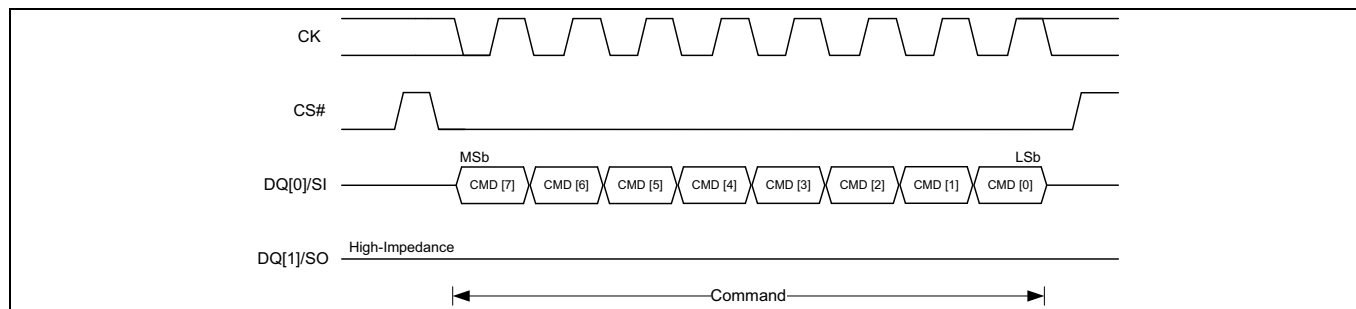 CK
CS#
MSb LSb
DQ[0]/SI CMD [7] CMD [6] CMD [5] CMD [4] CMD [3] CMD [2] CMD [1] CMD [0]
High-Impedance
DQ[1]/SO
Command